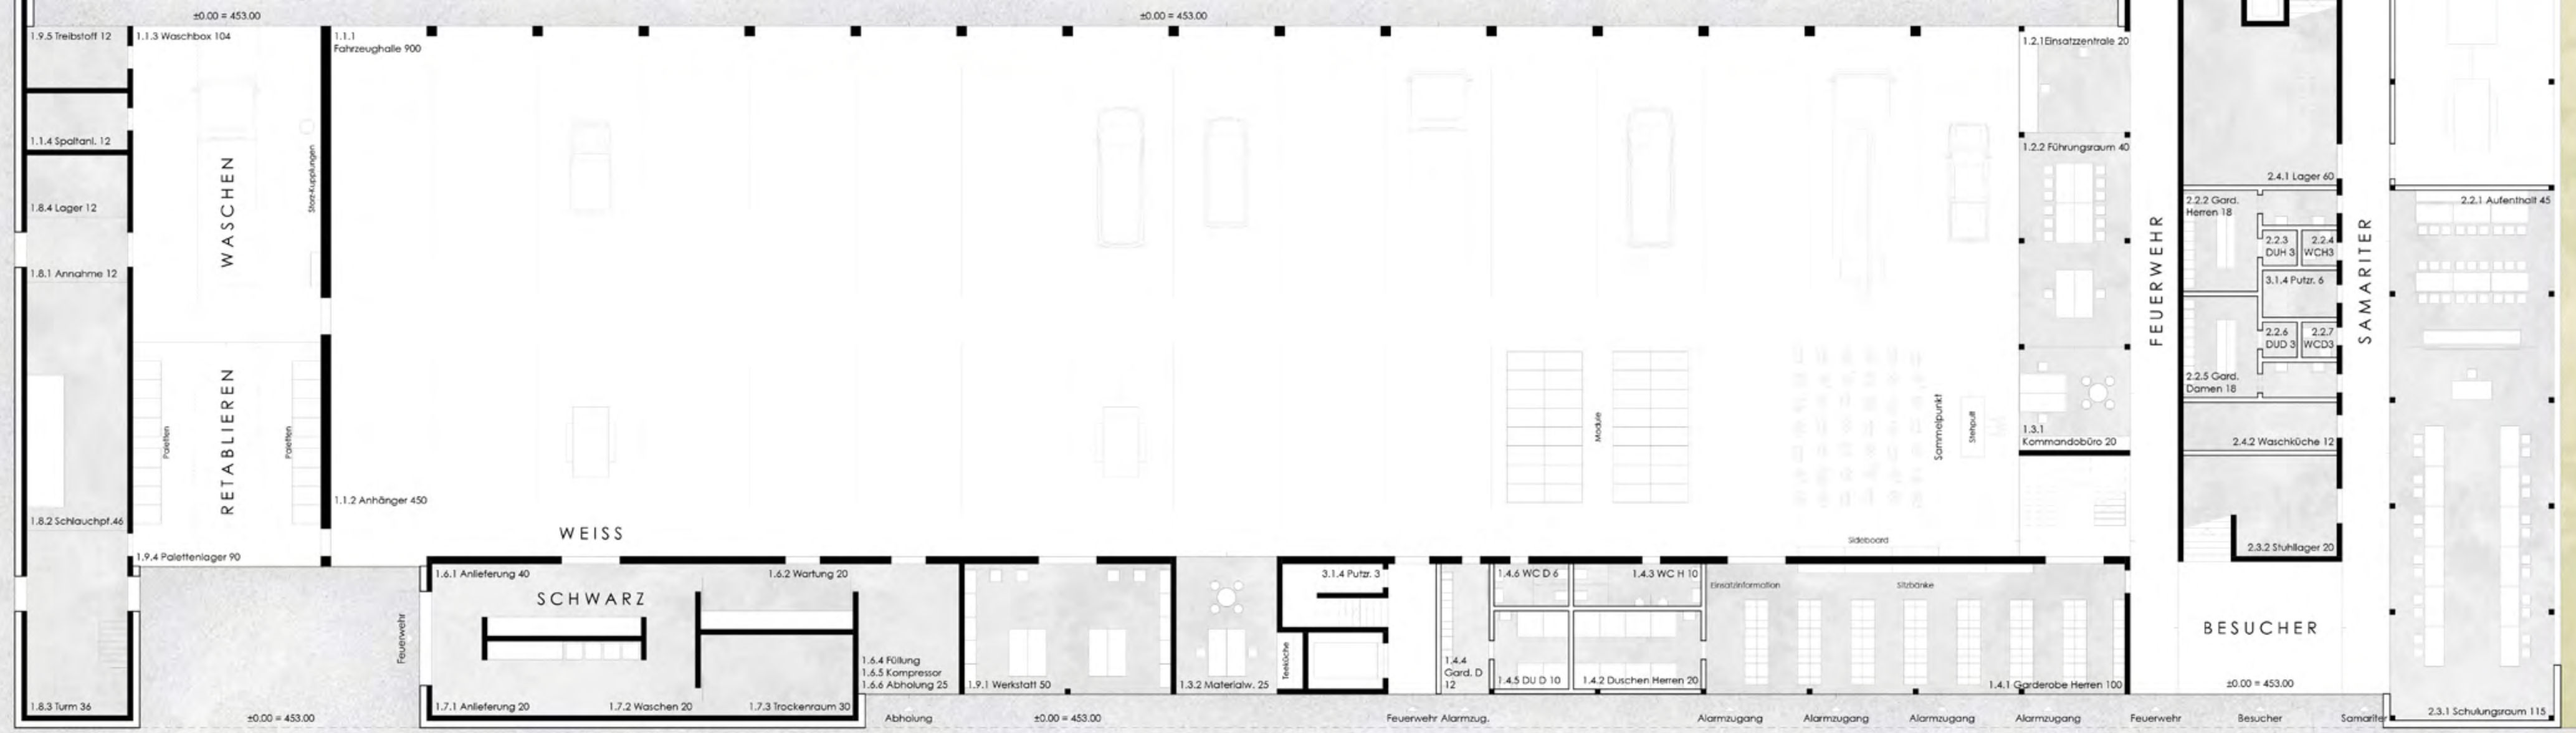 ±0.00 = 453.00
±0.00 = 453.00
1.9.5 Treibstoff 12
1.1.3 Waschbox 104
1.1.1
Fahrzeughalle 900
1.2.1Einsatzzentrale 20
1.1.4 Spaltanl. 12
WASCHEN
Storz-Kupplungen
1.2.2 Führungsraum 40
2.4.1 Lager 60
1.8.4 Lager 12
2.2.2 Gard.
Herren 18
2.2.1 Aufenthalt 45
FEUERWEHR
SAMARITER
2.2.3
DUH 3
2.2.4
WCH3
1.8.1 Annahme 12
3.1.4 Putzr. 6
2.2.6
DUD 3
2.2.7
WCD3
2.2.5 Gard.
Damen 18
RETABLIEREN
Paletten
Paletten
Module
Sammelpunkt
Stehpult
1.3.1
Kommandobüro 20
2.4.2 Waschküche 12
1.1.2 Anhänger 450
1.8.2 Schlauchpf.46
WEISS
Sideboard
2.3.2 Stuhllager 20
1.9.4 Palettenlager 90
1.6.1 Anlieferung 40
1.6.2 Wartung 20
3.1.4 Putzr. 3
1.4.6 WC D 6
1.4.3 WC H 10
Einsatzinformation
Sitzbänke
SCHWARZ
Feuerwehr
BESUCHER
1.6.4 Füllung
1.6.5 Kompressor
1.6.6 Abholung 25
1.9.1 Werkstatt 50
1.3.2 Materialw. 25
Teeküche
1.4.4
Gard. D
12
1.4.5 DU D 10
1.4.2 Duschen Herren 20
1.4.1 Garderobe Herren 100
±0.00 = 453.00
1.8.3 Turm 36
1.7.1 Anlieferung 20
1.7.2 Waschen 20
1.7.3 Trockenraum 30
2.3.1 Schulungsraum 115
±0.00 = 453.00
Abholung
±0.00 = 453.00
Feuerwehr Alarmzug.
Alarmzugang
Alarmzugang
Alarmzugang
Alarmzugang
Feuerwehr
Besucher
Samariter